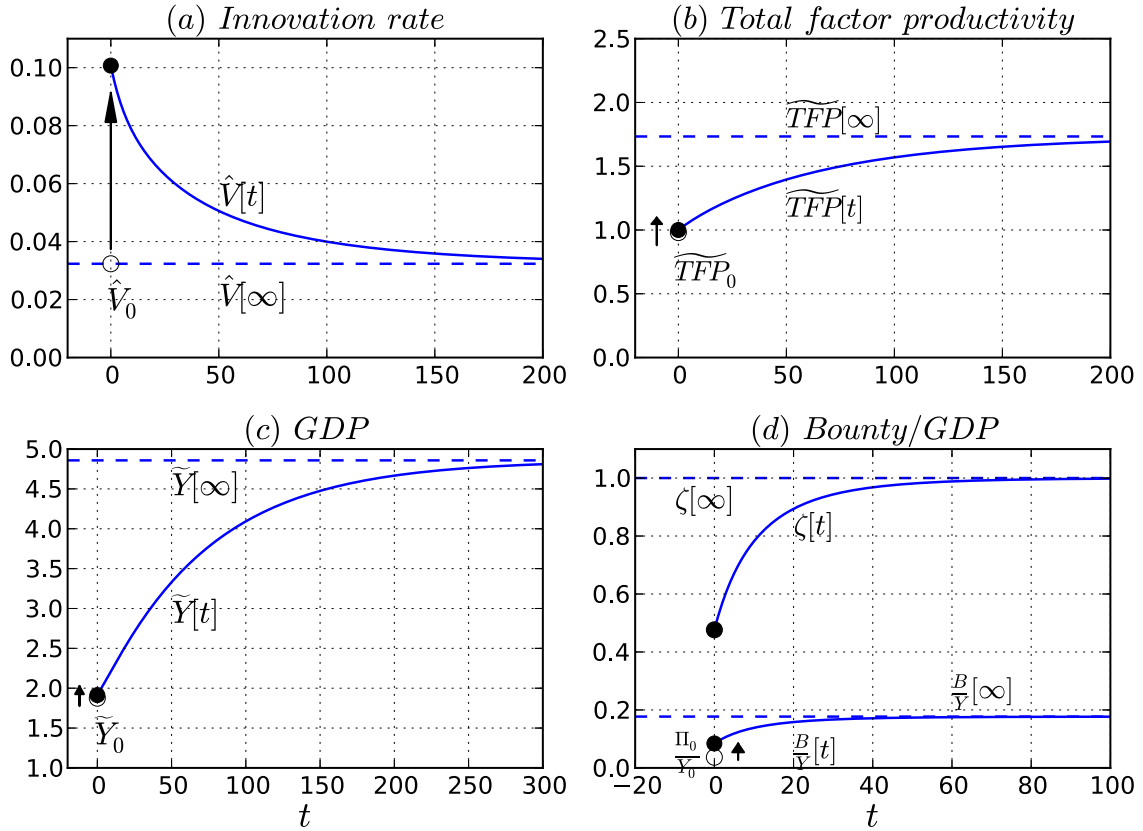 (a) Innovation rate
0.10
0.08
0.06
0.04
0.02
0.00
V̂[t]
V̂₀
V̂[∞]
0 50 100 150 200
(b) Total factor productivity
2.5
2.0
1.5
1.0
0.5
0.0
T͠F͠P[∞]
T͠F͠P[t]
T͠F͠P₀
0 50 100 150 200
(c) GDP
5.0
4.5
4.0
3.5
3.0
2.5
2.0
1.5
1.0
Ỹ[∞]
Ỹ[t]
Ỹ₀
0 50 100 150 200 250 300
t
(d) Bounty/GDP
1.0
0.8
0.6
0.4
0.2
0.0
ζ[∞]
ζ[t]
B/Y[∞]
Π₀/Y₀
B/Y[t]
−20 0 20 40 60 80 100
t